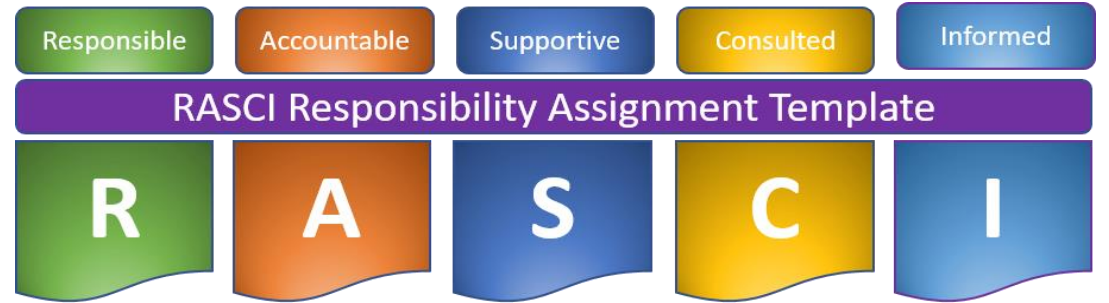 Responsible Accountable Supportive Consulted Informed
RASCI Responsibility Assignment Template
R A S C I